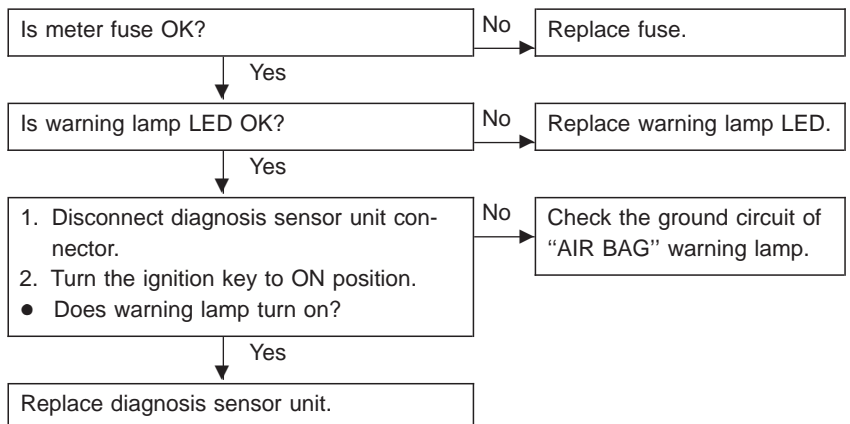 Is meter fuse OK?
No
Replace fuse.
Yes
Is warning lamp LED OK?
No
Replace warning lamp LED.
Yes
1. Disconnect diagnosis sensor unit con-
nector.
2. Turn the ignition key to ON position.
● Does warning lamp turn on?
No
Check the ground circuit of
“AIR BAG” warning lamp.
Yes
Replace diagnosis sensor unit.